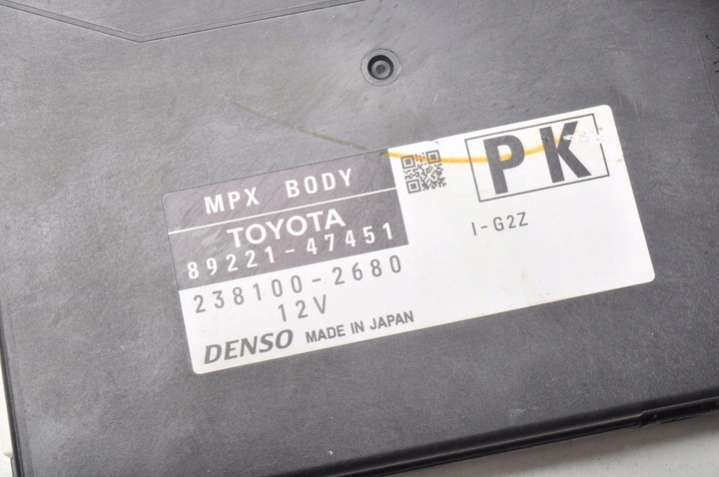 MPX BODY
TOYOTA
89221-47451
238100-2680
12V
DENSO MADE IN JAPAN
PK
I-G2Z